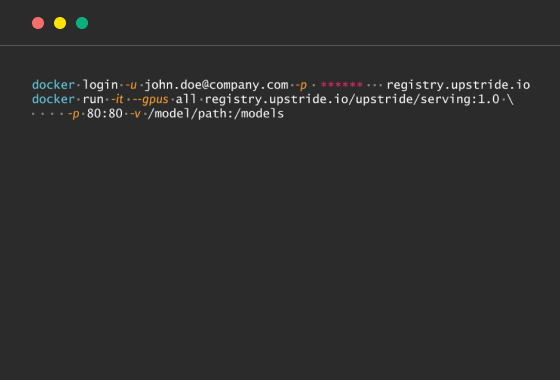 docker login -u john.doe@company.com -p ****** registry.upstride.io
docker run -it --gpus all registry.upstride.io/upstride/serving:1.0 \
-p 80:80 -v /model/path:/models